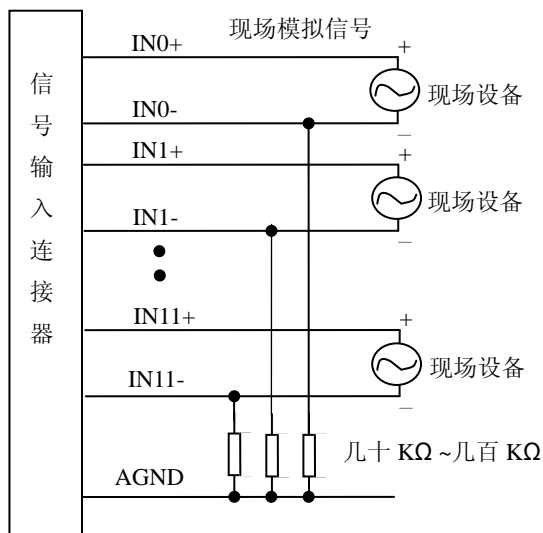 信号输入连接器
现场模拟信号
IN0+
+
现场设备
IN0-
−
IN1+
+
现场设备
IN1-
−
IN11+
+
现场设备
IN11-
−
几十 KΩ ~几百 KΩ
AGND